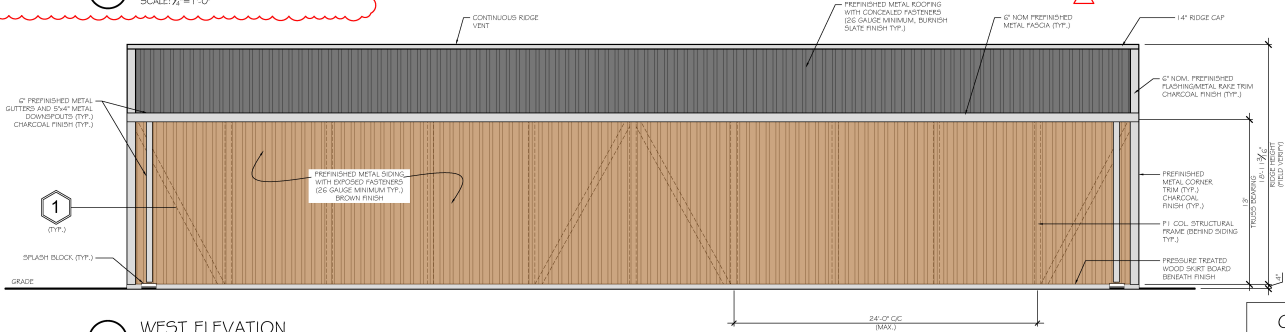 SCALE: ¼" = 1'-0"
CONTINUOUS RIDGE
VENT
PREFINISHED METAL ROOFING
WITH CONCEALED FASTENERS
(26 GAUGE MINIMUM, BURNISH
SLATE FINISH TYP.)
6" NOM PREFINISHED
METAL FASCIA (TYP.)
14" RIDGE CAP
6" PREFINISHED METAL
GUTTERS AND 5"x4" METAL
DOWNSPOUTS (TYP.)
CHARCOAL FINISH (TYP.)
6" NOM. PREFINISHED
FLASHING/METAL RAKE TRIM
CHARCOAL FINISH (TYP.)
PREFINISHED METAL SIDING
WITH EXPOSED FASTENERS
(26 GAUGE MINIMUM TYP.)
BROWN FINISH
1
(TYP.)
PREFINISHED
METAL CORNER
TRIM (TYP.)
CHARCOAL
FINISH (TYP.)
P1 COL. STRUCTURAL
FRAME (BEHIND SIDING
TYP.)
SPLASH BLOCK (TYP.)
PRESSURE TREATED
WOOD SKIRT BOARD
BENEATH FINISH
GRADE
13'
TRUSS BEARING
RIDGE HEIGHT
(FIELD VERIFY)
4"
24'-0" C/C
(MAX.)
WEST ELEVATION